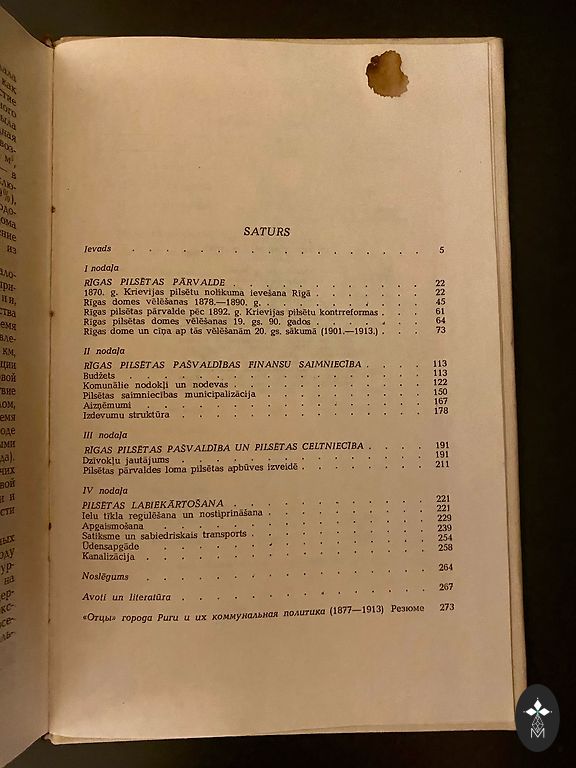 SATURS
Ievads 5
I nodaļa
RĪGAS PILSĒTAS PĀRVALDE 22
1870. g. Krievijas pilsētu nolikuma ievešana Rīgā 22
Rīgas domes vēlēšanas 1878.—1890. g. 45
Rīgas pilsētas pārvalde pēc 1892. g. Krievijas pilsētu kontrreformas 61
Rīgas pilsētas domes vēlēšanas 19. gs. 90. gados 64
Rīgas dome un cīņa ap tās vēlēšanām 20. gs. sākumā (1901.—1913.) 73
II nodaļa
RĪGAS PILSĒTAS PAŠVALDĪBAS FINANSU SAIMNIECĪBA 113
Budžets 113
Komunālie nodokļi un nodevas 122
Pilsētas saimniecības municipalizācija 150
Aizņēmumi 167
Izdevumu struktūra 178
III nodaļa
RĪGAS PILSĒTAS PAŠVALDĪBA UN PILSĒTAS CELTNIECĪBA 191
Dzīvokļu jautājums 191
Pilsētas pārvaldes loma pilsētas apbūves izveidē 211
IV nodaļa
PILSĒTAS LABIEKĀRTOŠANA 221
Ielu tīkla regulēšana un nostiprināšana 221
Apgaismošana 229
Satiksme un sabiedriskais transports 239
Ūdensapgāde 254
Kanalizācija 258
Noslēgums 264
Avoti un literatūra 267
«Отцы» города Риги и их коммунальная политика (1877—1913) Резюме 273